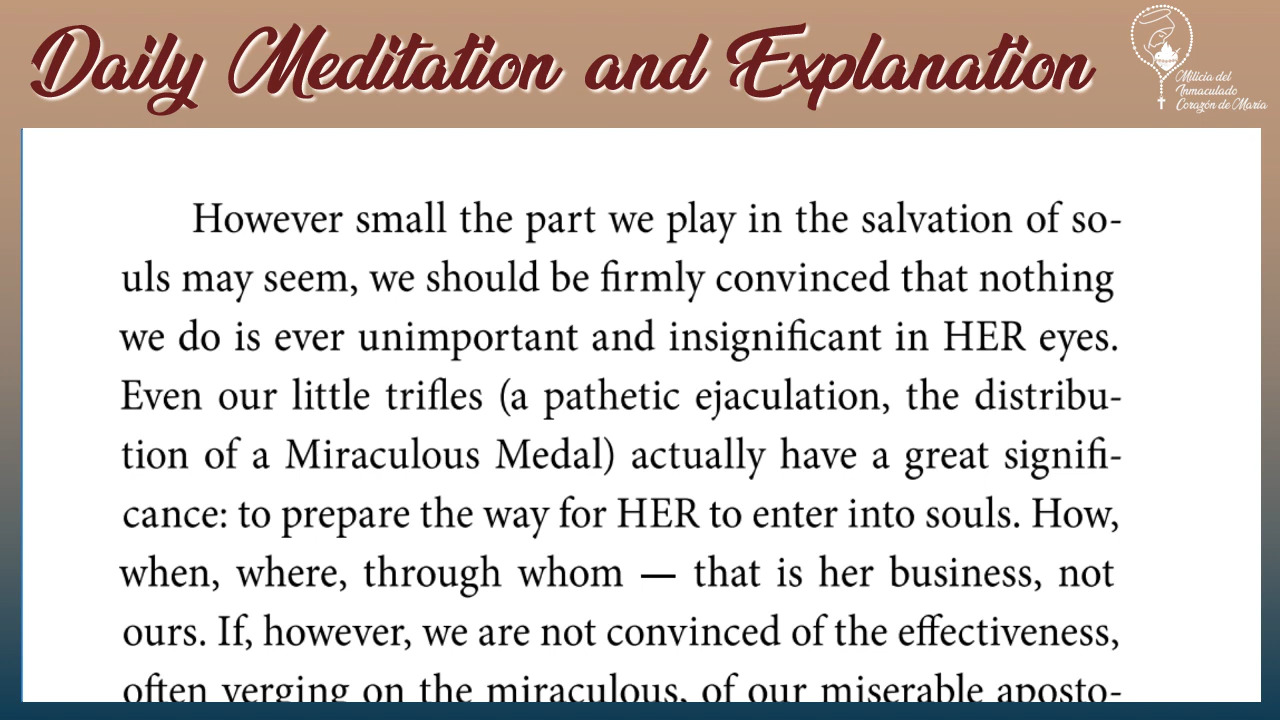 Daily Meditation and Explanation
Milicia del
Inmaculado
Corazón de María
However small the part we play in the salvation of so-
uls may seem, we should be firmly convinced that nothing
we do is ever unimportant and insignificant in HER eyes.
Even our little trifles (a pathetic ejaculation, the distribu-
tion of a Miraculous Medal) actually have a great signifi-
cance: to prepare the way for HER to enter into souls. How,
when, where, through whom — that is her business, not
ours. If, however, we are not convinced of the effectiveness,
often verging on the miraculous, of our miserable aposto-